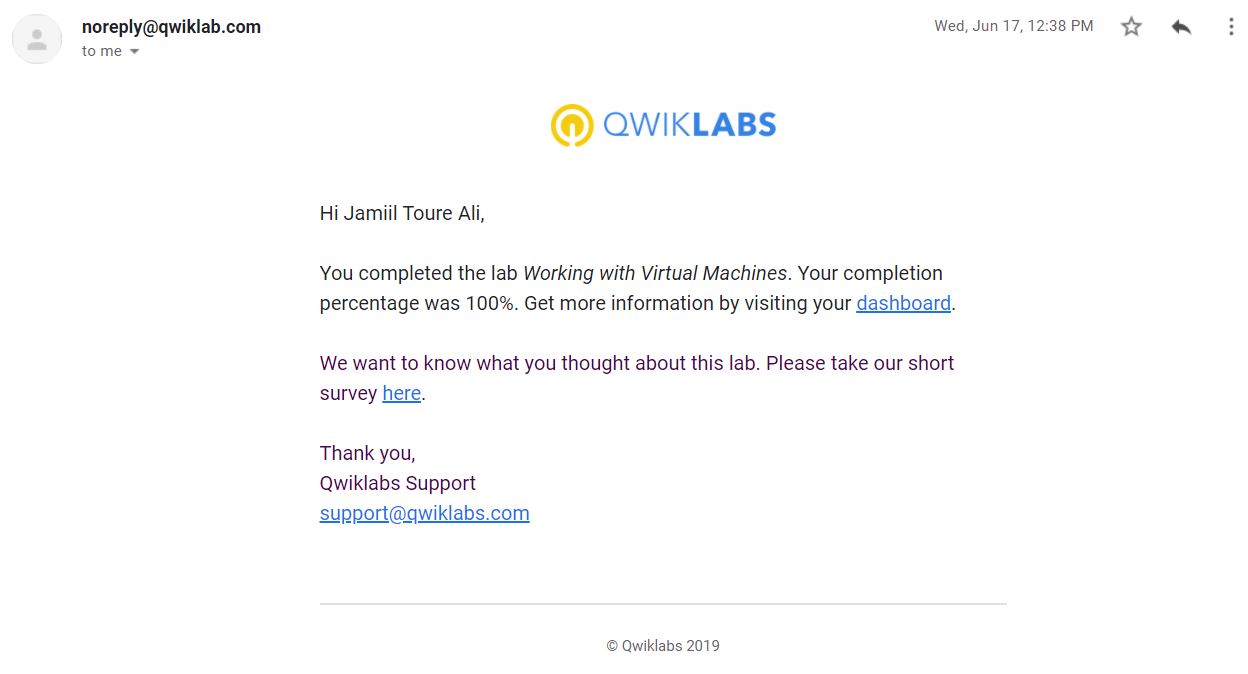 noreply@qwiklab.com
Wed, Jun 17, 12:38 PM
to me
QWIKLABS
Hi Jamiil Toure Ali,
You completed the lab Working with Virtual Machines. Your completion
percentage was 100%. Get more information by visiting your dashboard.
We want to know what you thought about this lab. Please take our short
survey here.
Thank you,
Qwiklabs Support
support@qwiklabs.com
© Qwiklabs 2019